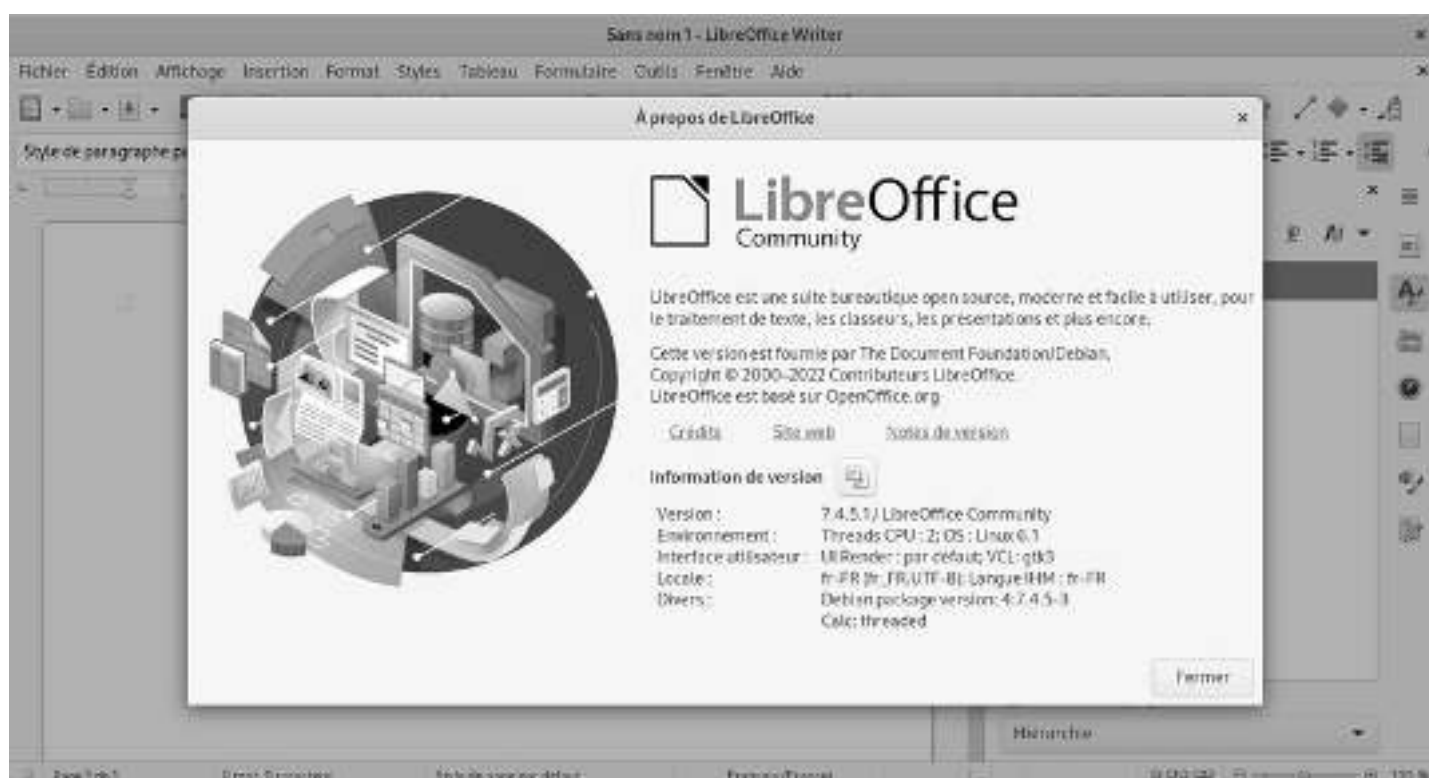 Sans nom 1 - LibreOffice Writer
Fichier Édition Affichage Insertion Format Styles Tableau Formulaire Outils Fenêtre Aide
À propos de LibreOffice
Style de paragraphe
LibreOffice
Community
LibreOffice est une suite bureautique open source, moderne et facile à utiliser, pour
le traitement de texte, les classeurs, les présentations et plus encore.
Cette version est fournie par The Document Foundation/Debian,
Copyright © 2000–2022 Contributeurs LibreOffice.
LibreOffice est basé sur OpenOffice.org
Crédits Site web Notes de version
Information de version
Version : 7.4.5.1 / LibreOffice Community
Environnement : Threads CPU : 2; OS : Linux 6.1
Interface utilisateur : UI Render : par défaut; VCL: gtk3
Locale : fr-FR (fr_FR.UTF-8); Langue IHM : fr-FR
Divers : Debian package version: 4:7.4.5-3
Calc: threaded
Fermer
Hiérarchie